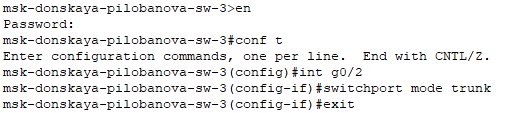 msk-donskaya-pilobanova-sw-3>en
Password:
msk-donskaya-pilobanova-sw-3#conf t
Enter configuration commands, one per line.  End with CNTL/Z.
msk-donskaya-pilobanova-sw-3(config)#int g0/2
msk-donskaya-pilobanova-sw-3(config-if)#switchport mode trunk
msk-donskaya-pilobanova-sw-3(config-if)#exit